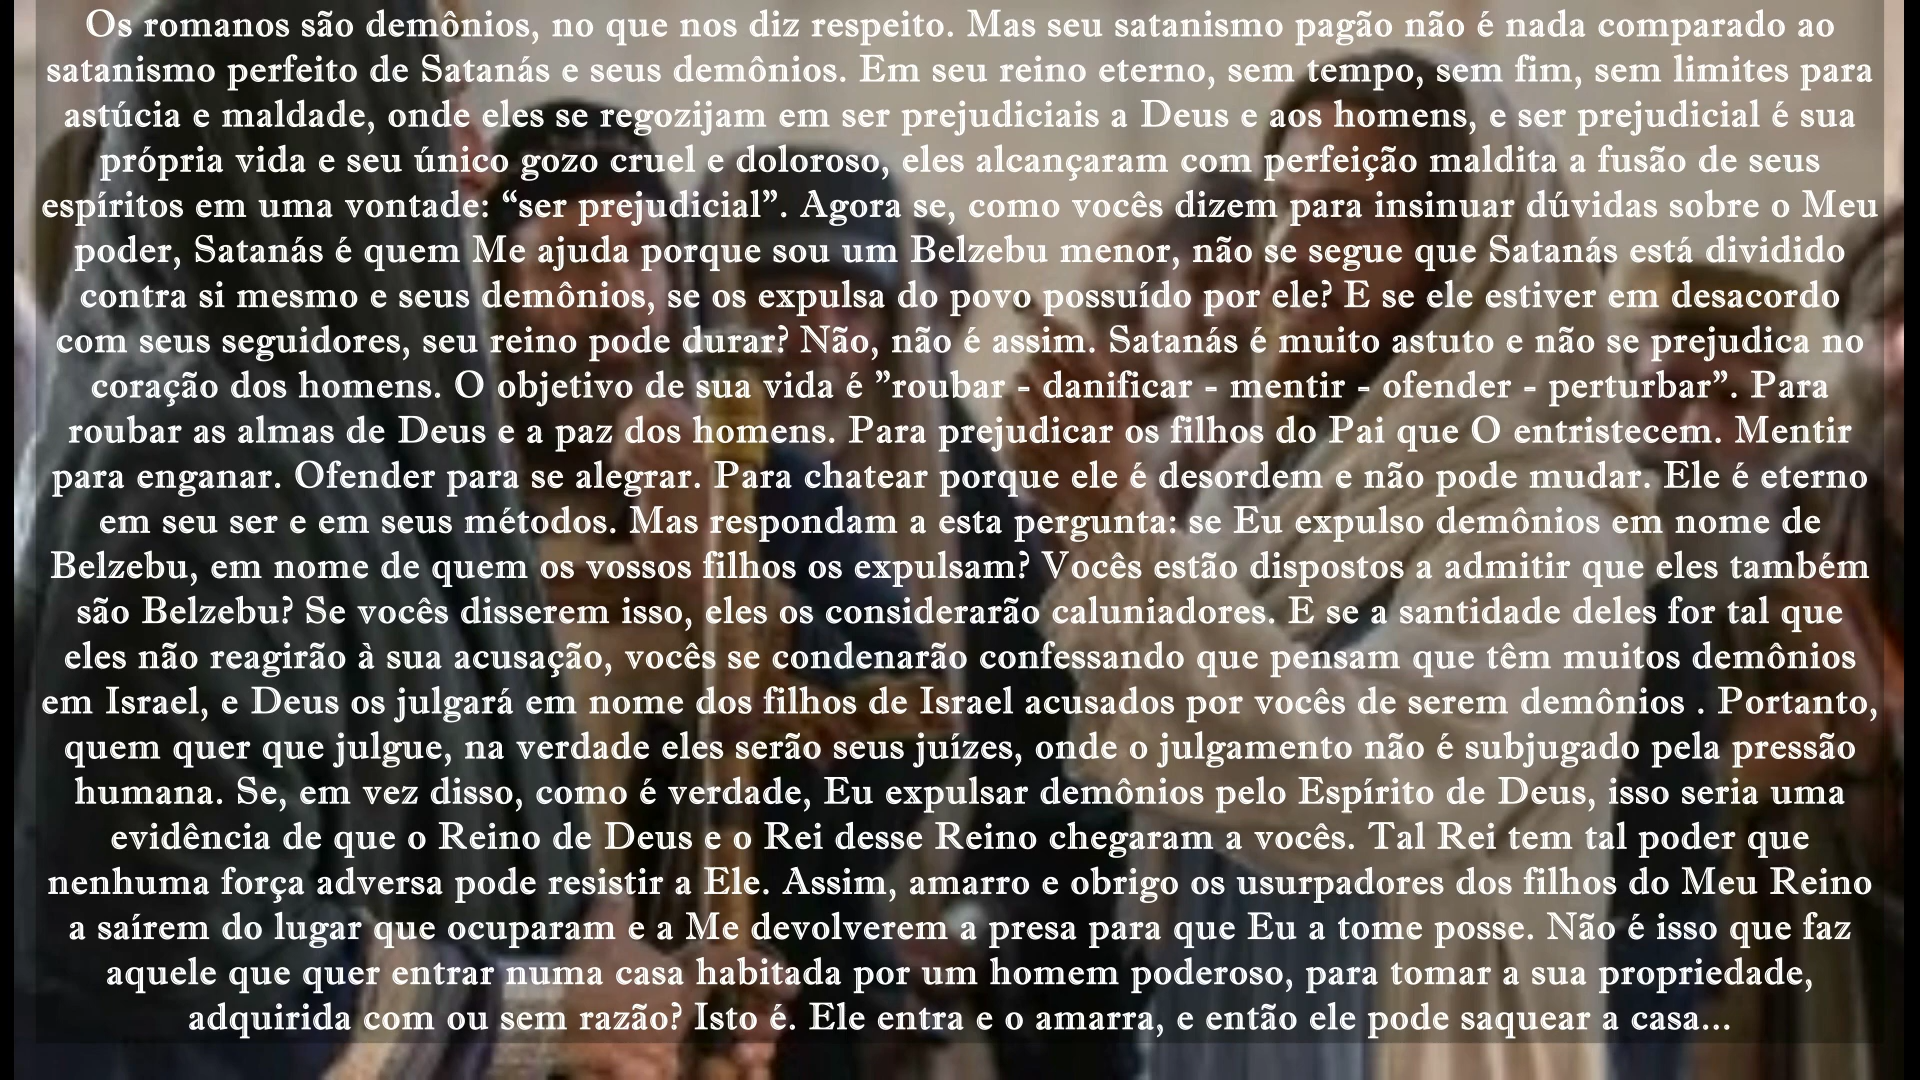 Os romanos são demônios, no que nos diz respeito. Mas seu satanismo pagão não é nada comparado ao
satanismo perfeito de Satanás e seus demônios. Em seu reino eterno, sem tempo, sem fim, sem limites para
astúcia e maldade, onde eles se regozijam em ser prejudiciais a Deus e aos homens, e ser prejudicial é sua
própria vida e seu único gozo cruel e doloroso, eles alcançaram com perfeição maldita a fusão de seus
espíritos em uma vontade: “ser prejudicial”. Agora se, como vocês dizem para insinuar dúvidas sobre o Meu
poder, Satanás é quem Me ajuda porque sou um Belzebu menor, não se segue que Satanás está dividido
contra si mesmo e seus demônios, se os expulsa do povo possuído por ele? E se ele estiver em desacordo
com seus seguidores, seu reino pode durar? Não, não é assim. Satanás é muito astuto e não se prejudica no
coração dos homens. O objetivo de sua vida é ”roubar - danificar - mentir - ofender - perturbar”. Para
roubar as almas de Deus e a paz dos homens. Para prejudicar os filhos do Pai que O entristecem. Mentir
para enganar. Ofender para se alegrar. Para chatear porque ele é desordem e não pode mudar. Ele é eterno
em seu ser e em seus métodos. Mas respondam a esta pergunta: se Eu expulso demônios em nome de
Belzebu, em nome de quem os vossos filhos os expulsam? Vocês estão dispostos a admitir que eles também
são Belzebu? Se vocês disserem isso, eles os considerarão caluniadores. E se a santidade deles for tal que
eles não reagirão à sua acusação, vocês se condenarão confessando que pensam que têm muitos demônios
em Israel, e Deus os julgará em nome dos filhos de Israel acusados por vocês de serem demônios . Portanto,
quem quer que julgue, na verdade eles serão seus juízes, onde o julgamento não é subjugado pela pressão
humana. Se, em vez disso, como é verdade, Eu expulsar demônios pelo Espírito de Deus, isso seria uma
evidência de que o Reino de Deus e o Rei desse Reino chegaram a vocês. Tal Rei tem tal poder que
nenhuma força adversa pode resistir a Ele. Assim, amarro e obrigo os usurpadores dos filhos do Meu Reino
a saírem do lugar que ocuparam e a Me devolverem a presa para que Eu a tome posse. Não é isso que faz
aquele que quer entrar numa casa habitada por um homem poderoso, para tomar a sua propriedade,
adquirida com ou sem razão? Isto é. Ele entra e o amarra, e então ele pode saquear a casa...